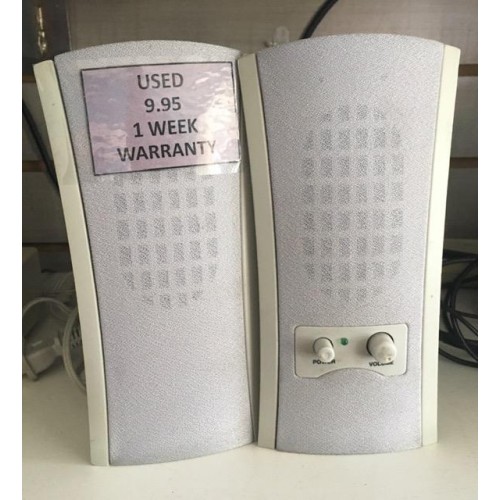 USED
9.95
1 WEEK
WARRANTY
POWER
VOLUME